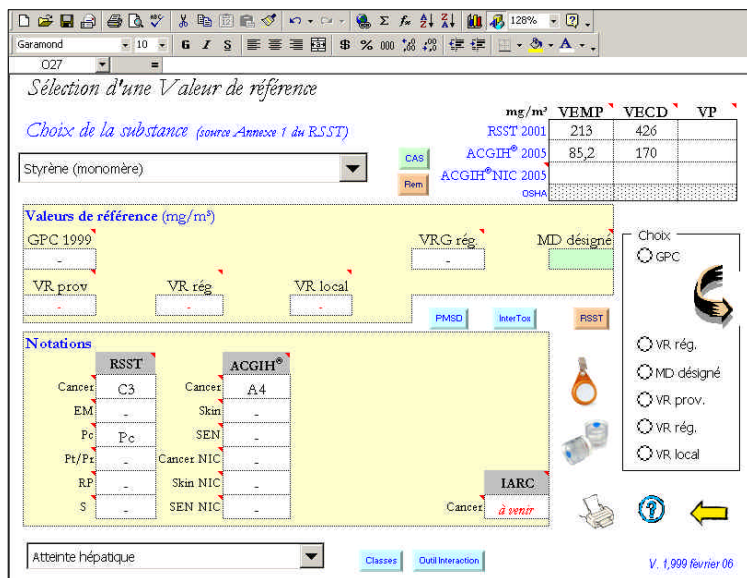 128%
Garamond 10 G I S $ % 000
O27 =
Sélection d'une Valeur de référence
mg/m³ VEMP VECD VP
Choix de la substance (source Annexe 1 du RSST)
RSST 2001 213 426
ACGIH® 2005 85,2 170
ACGIH®NIC 2005
OSHA
Styrène (monomère)
CAS
Rem
Valeurs de référence (mg/m³)
GPC 1999 VRG rég. MD désigné
- -
VR prov VR rég VR local
- - -
PMSD InterTox RSST
Choix
GPC
VR rég.
MD désigné
VR prov.
VR rég.
VR local
Notations
RSST ACGIH®
Cancer C3 Cancer A4
EM - Skin -
Pc Pc SEN -
Pt/Pr - Cancer NIC -
RP - Skin NIC -
S - SEN NIC -
IARC
Cancer à venir
Atteinte hépatique
Classes Outil Interaction
V. 1,999 février 06